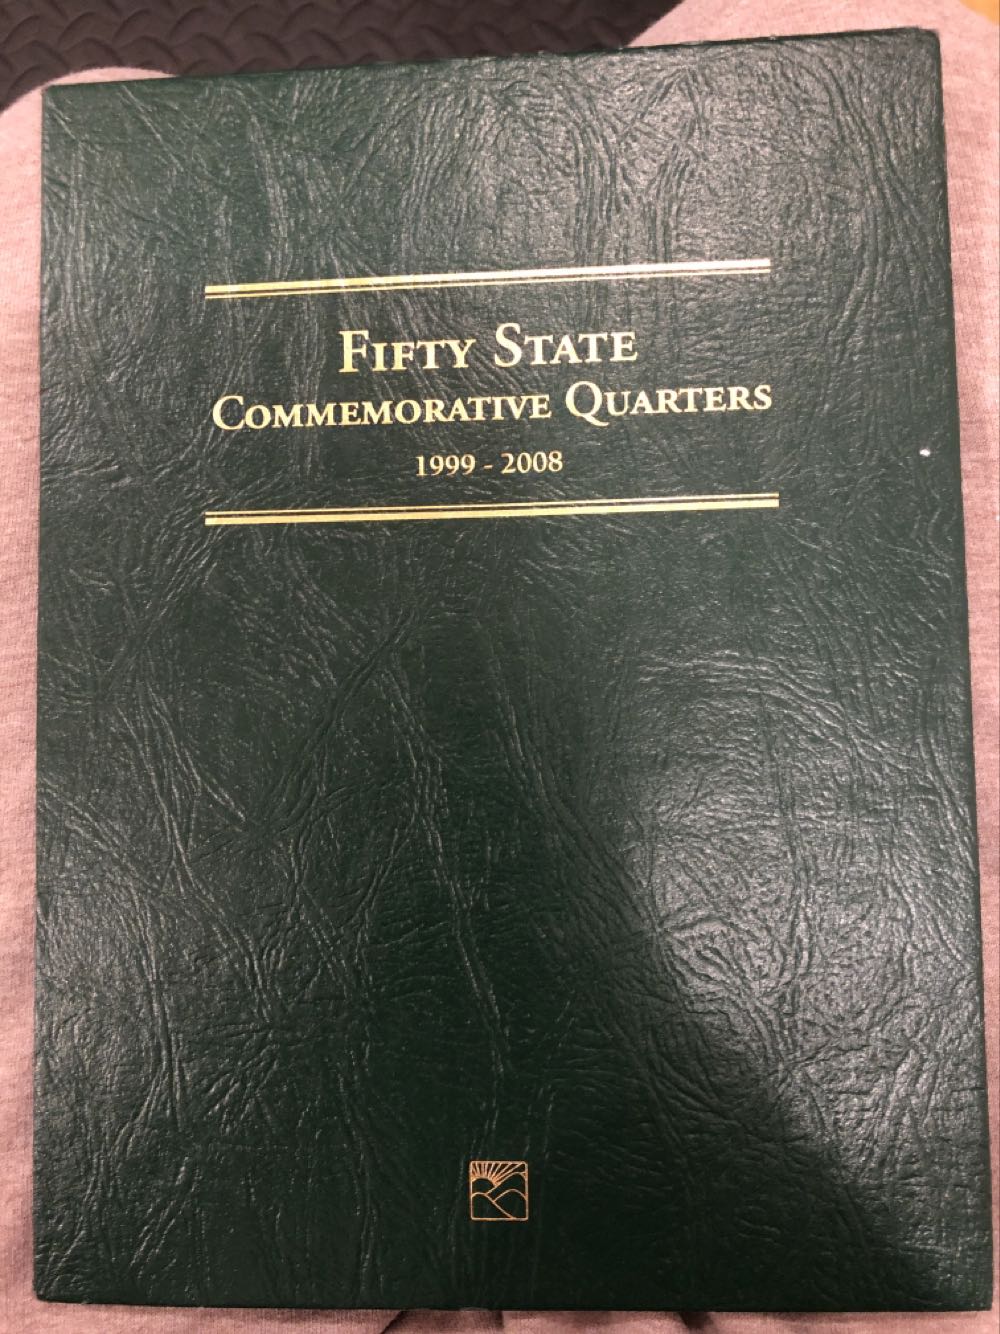 FIFTY STATE
COMMEMORATIVE QUARTERS
1999 - 2008